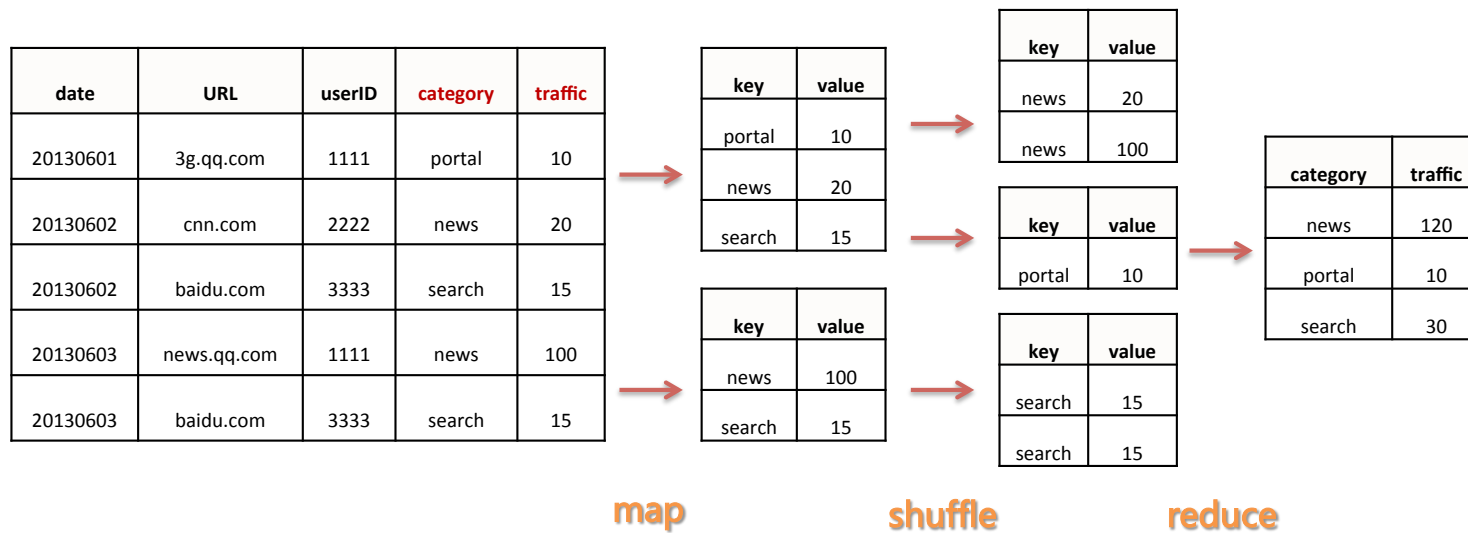 date URL userID category traffic
20130601 3g.qq.com 1111 portal 10
20130602 cnn.com 2222 news 20
20130602 baidu.com 3333 search 15
20130603 news.qq.com 1111 news 100
20130603 baidu.com 3333 search 15
key value
portal 10
news 20
search 15
key value
news 100
search 15
key value
news 20
news 100
key value
portal 10
key value
search 15
search 15
category traffic
news 120
portal 10
search 30
map shuffle reduce